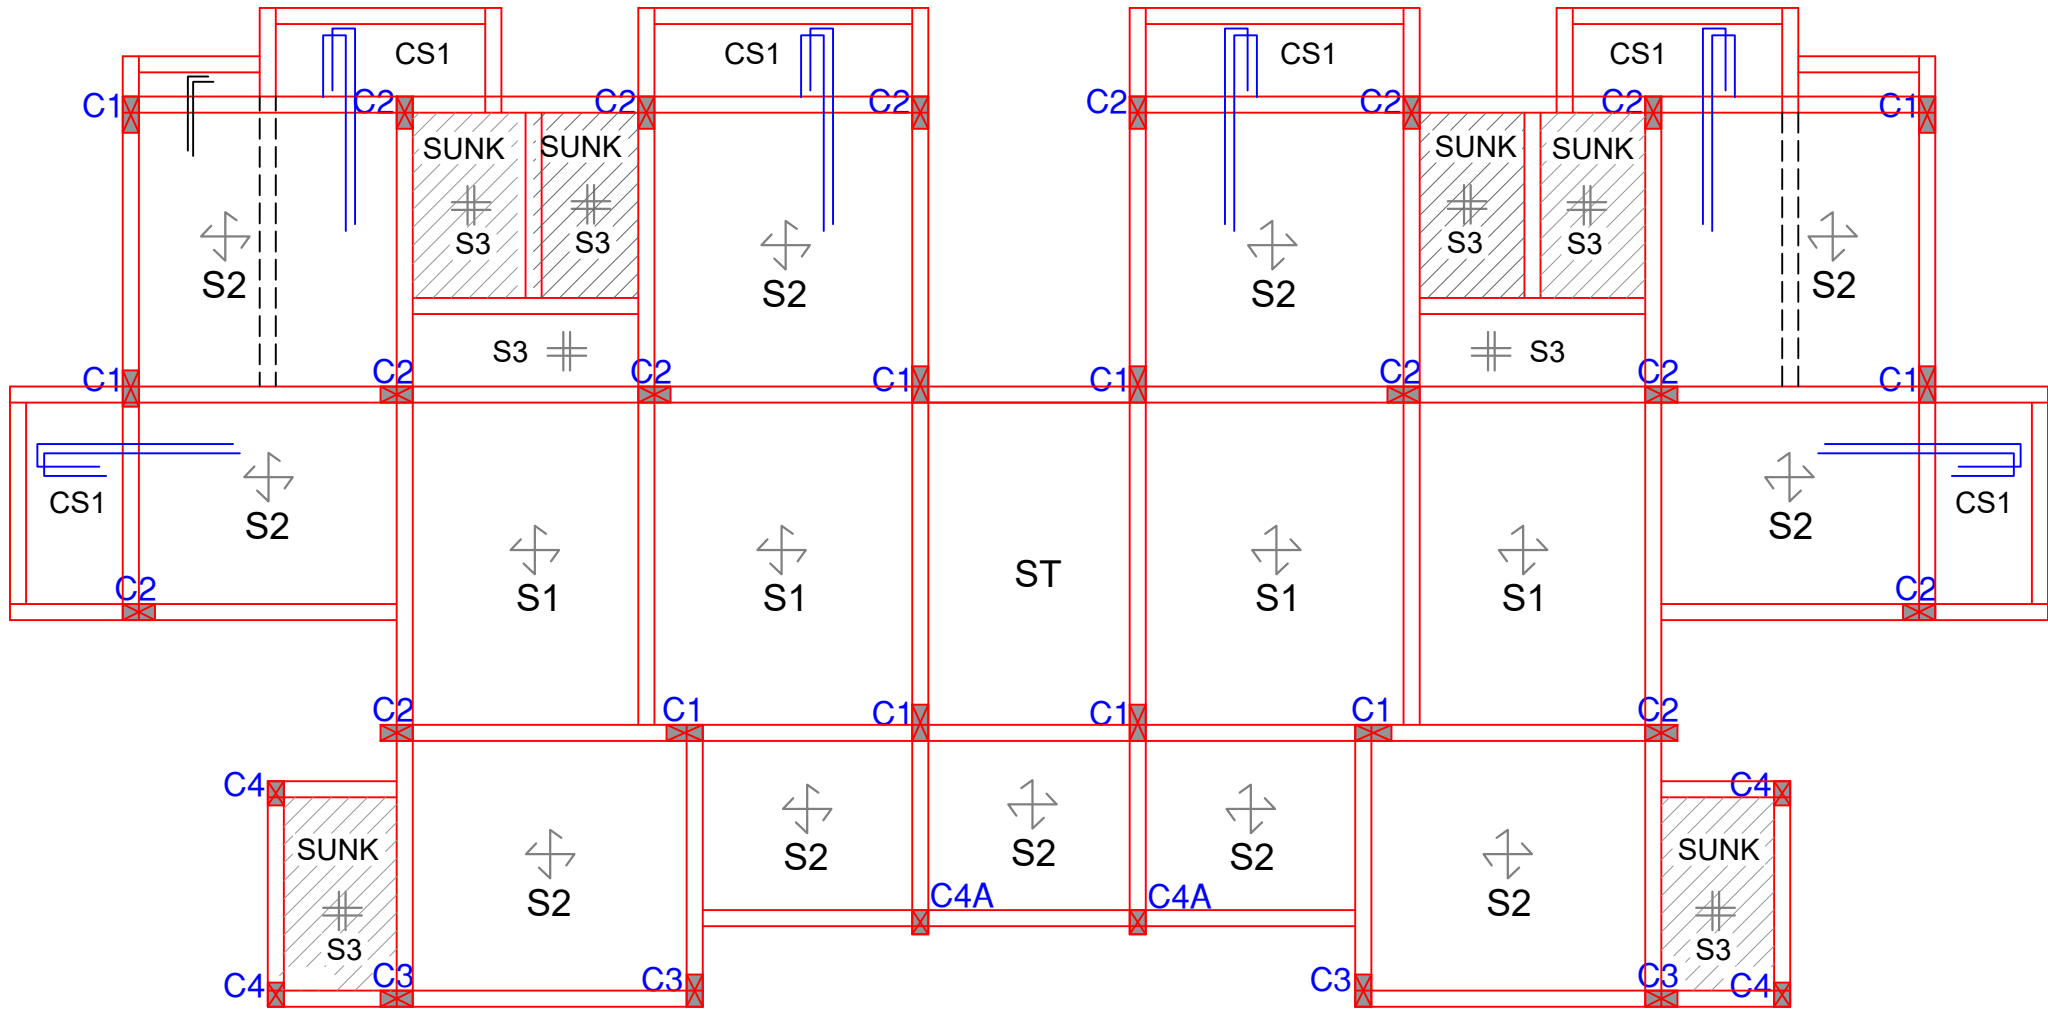 CS1 CS1 CS1 CS1
C1 C2 C2 C2 C2 C2 C2 C1
SUNK SUNK SUNK SUNK
S3 S3 S3 S3
S2 S2 S2 S2
S3 S3
C1 C2 C2 C1 C1 C2 C2 C1
CS1 S2 S2 CS1
ST
C2 S1 S1 S1 S1 C2
C2 C1 C1 C1 C1 C2
C4 C4
SUNK S2 S2 S2 SUNK
S2 C4A C4A S2
S3 S3
C4 C3 C3 C3 C3 C4